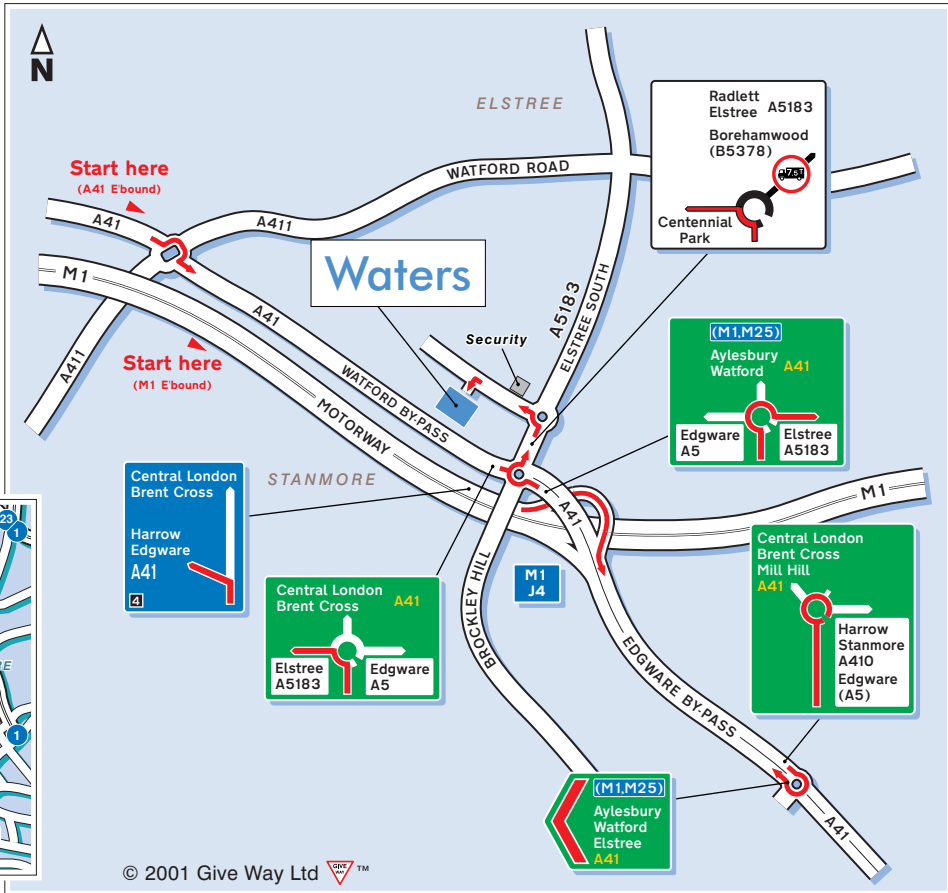 N
ELSTREE
Radlett
Elstree A5183
Borehamwood
(B5378)
7.5T
Centennial
Park
Start here
(A41 E'bound)
WATFORD ROAD
A41
A411
M1
Waters
A41
A5183
ELSTREE SOUTH
Security
Start here
(M1 E'bound)
A411
WATFORD BY-PASS
MOTORWAY
(M1,M25)
Aylesbury
Watford A41
Edgware
A5
Elstree
A5183
STANMORE
Central London
Brent Cross
Harrow
Edgware
A41
4
M1
A41
23
1
BROCKLEY HILL
M1
J4
Central London
Brent Cross
Mill Hill
A41
Harrow
Stanmore
A410
Edgware
(A5)
Central London
Brent Cross A41
Elstree
A5183
Edgware
A5
EDGWARE BY-PASS
RE
1
(M1,M25)
Aylesbury
Watford
Elstree
A41
A41
© 2001 Give Way Ltd GIVE WAY ™